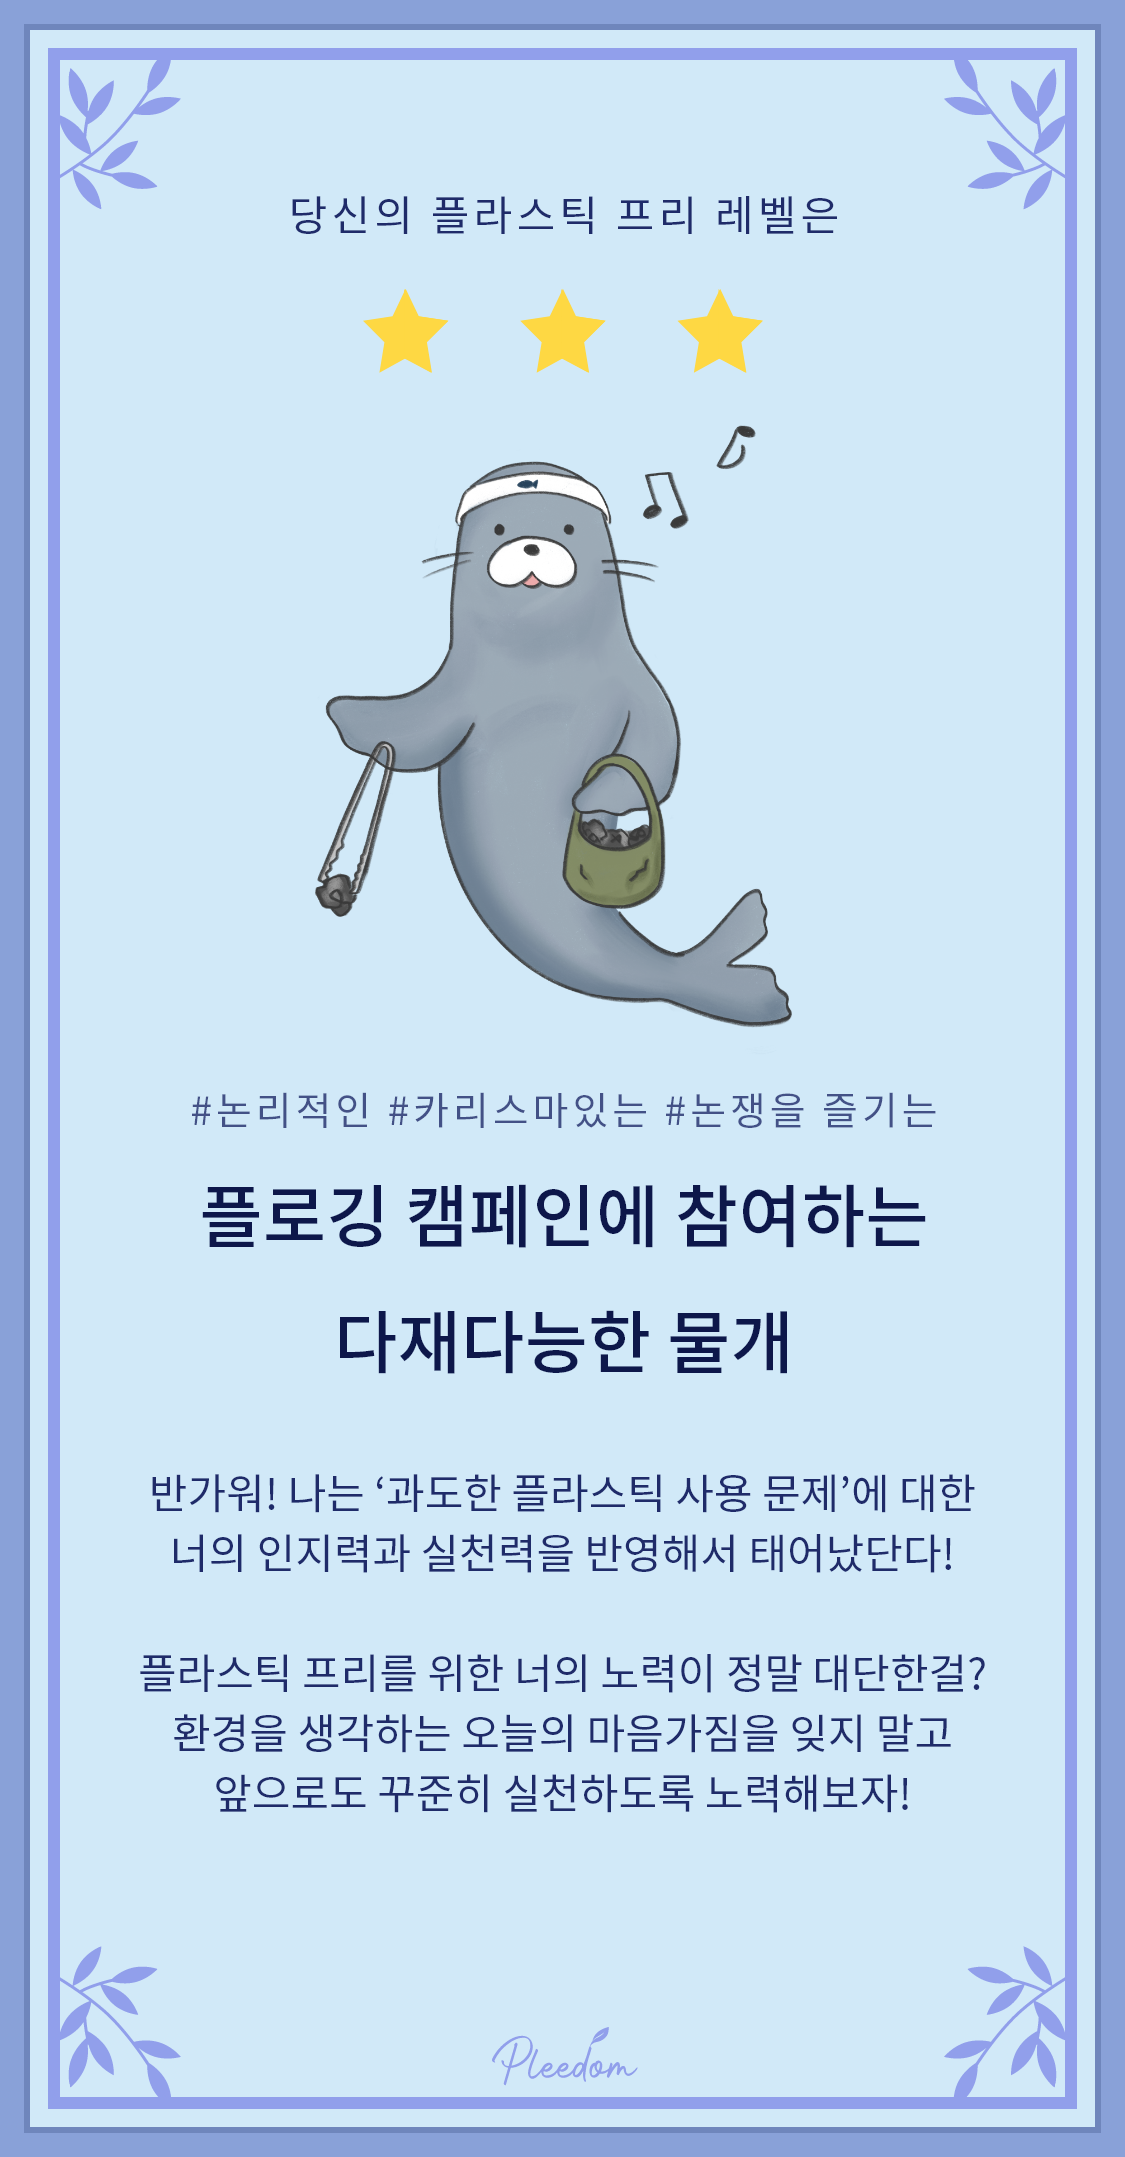 당신의 플라스틱 프리 레벨은
#논리적인 #카리스마있는 #논쟁을 즐기는
플로깅 캠페인에 참여하는
다재다능한 물개
반가워! 나는 ‘과도한 플라스틱 사용 문제’에 대한
너의 인지력과 실천력을 반영해서 태어났단다!
플라스틱 프리를 위한 너의 노력이 정말 대단한걸?
환경을 생각하는 오늘의 마음가짐을 잊지 말고
앞으로도 꾸준히 실천하도록 노력해보자!
Pleedom